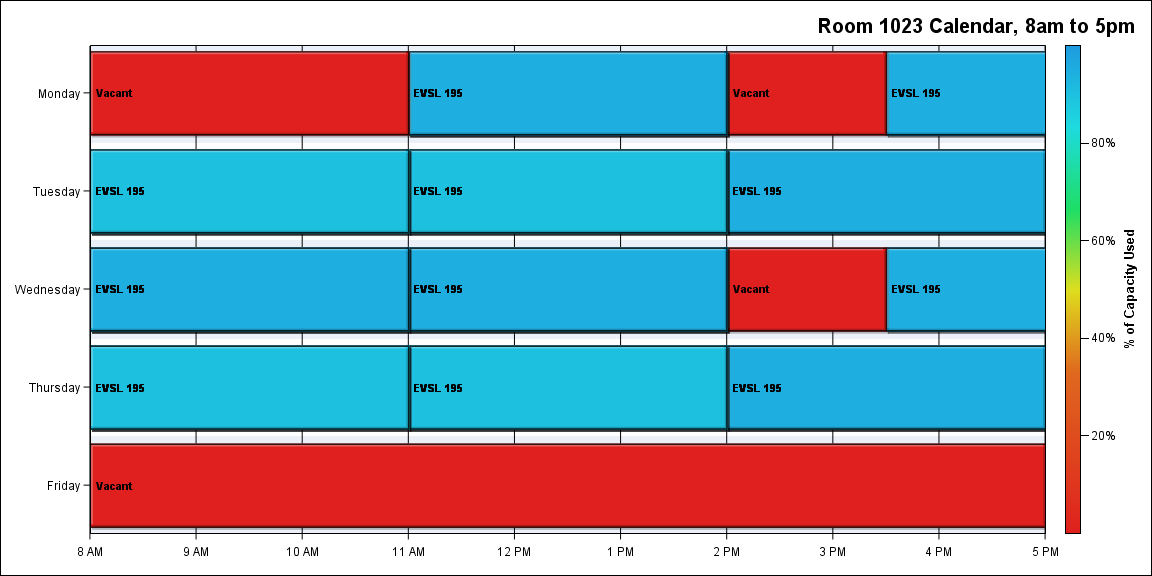 Room 1023 Calendar, 8am to 5pm
Monday
Vacant
EVSL 195
Vacant
EVSL 195
Tuesday
EVSL 195
EVSL 195
EVSL 195
Wednesday
EVSL 195
EVSL 195
Vacant
EVSL 195
Thursday
EVSL 195
EVSL 195
EVSL 195
Friday
Vacant
8 AM
9 AM
10 AM
11 AM
12 PM
1 PM
2 PM
3 PM
4 PM
5 PM
80%
60%
40%
20%
% of Capacity Used